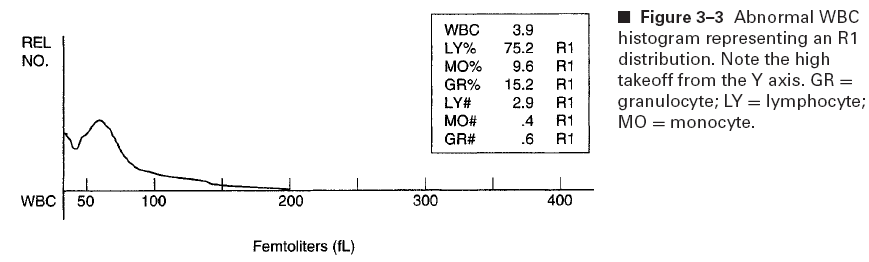 REL
NO.
WBC 3.9
LY% 75.2 R1
MO% 9.6 R1
GR% 15.2 R1
LY# 2.9 R1
MO# .4 R1
GR# .6 R1
■ Figure 3–3 Abnormal WBC
histogram representing an R1
distribution. Note the high
takeoff from the Y axis. GR =
granulocyte; LY = lymphocyte;
MO = monocyte.
WBC 50 100 200 300 400
Femtoliters (fL)